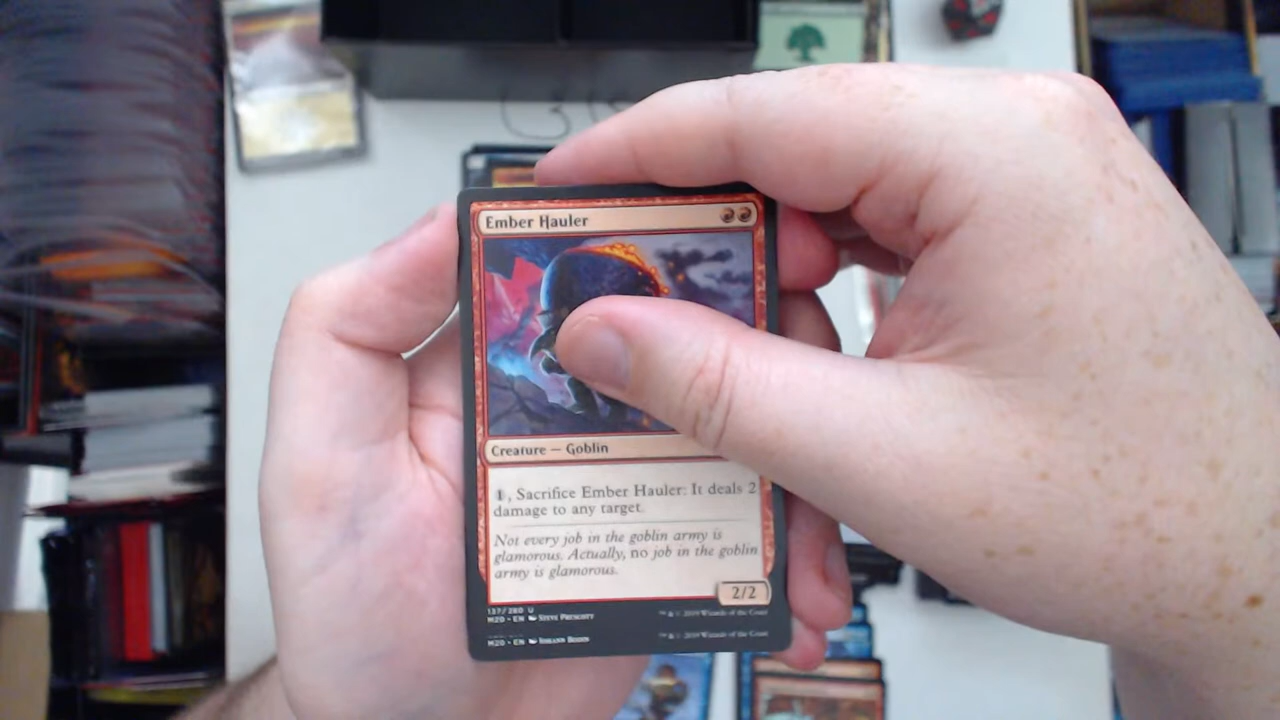 Ember Hauler
Creature — Goblin
1, Sacrifice Ember Hauler: It deals 2
damage to any target.
Not every job in the goblin army is
glamorous. Actually, no job in the goblin
army is glamorous.
2/2
137/280 U
M20 • EN Steve Prescott
™ & © 2019 Wizards of the Coast
M20 • EN Johann Bodin
™ & © 2019 Wizards of the Coast